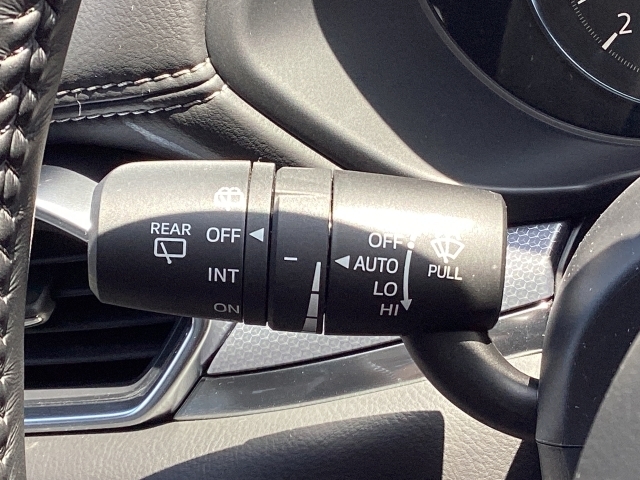 REAR
OFF
INT
ON
OFF
AUTO
LO
HI
PULL
2